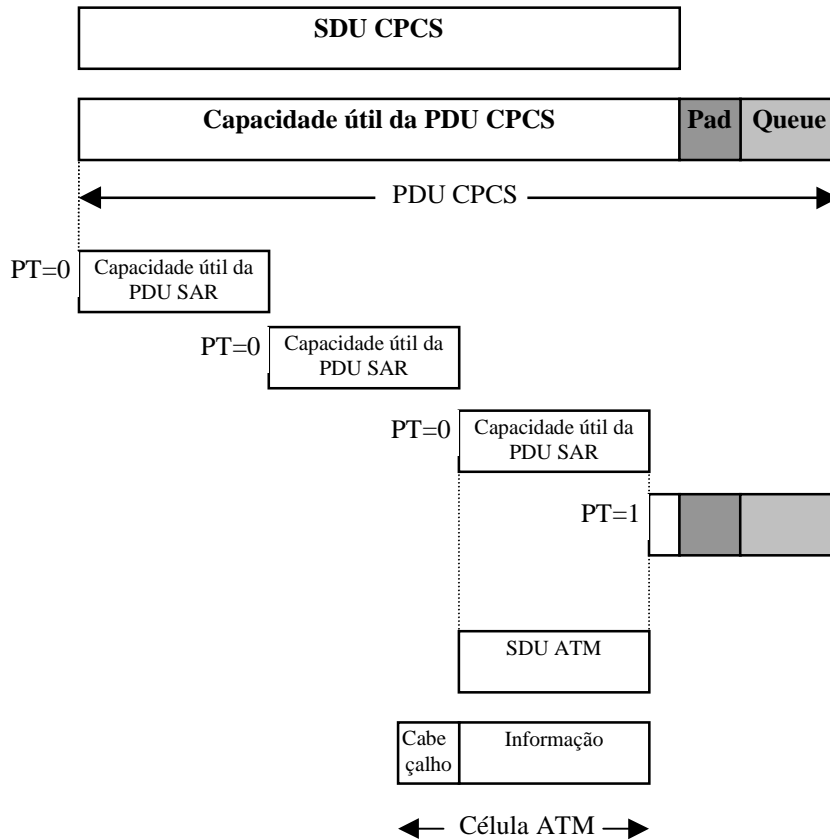 SDU CPCS
Capacidade útil da PDU CPCS Pad Queue
PDU CPCS
PT=0 Capacidade útil da
PDU SAR
PT=0 Capacidade útil da
PDU SAR
PT=0 Capacidade útil da
PDU SAR
PT=1
SDU ATM
Cabe Informação
çalho
Célula ATM